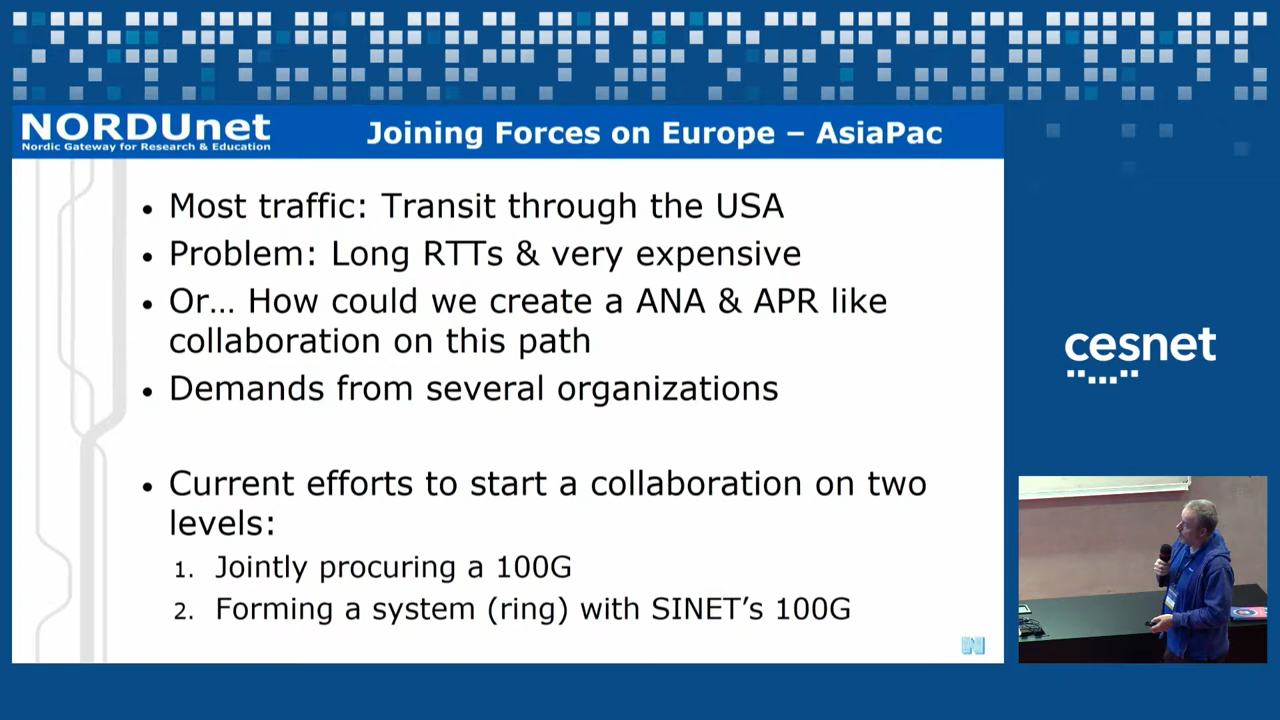 NORDUnet
Nordic Gateway for Research & Education
Joining Forces on Europe – AsiaPac
• Most traffic: Transit through the USA
• Problem: Long RTTs & very expensive
• Or… How could we create a ANA & APR like
collaboration on this path
• Demands from several organizations
• Current efforts to start a collaboration on two
levels:
1. Jointly procuring a 100G
2. Forming a system (ring) with SINET’s 100G
cesnet